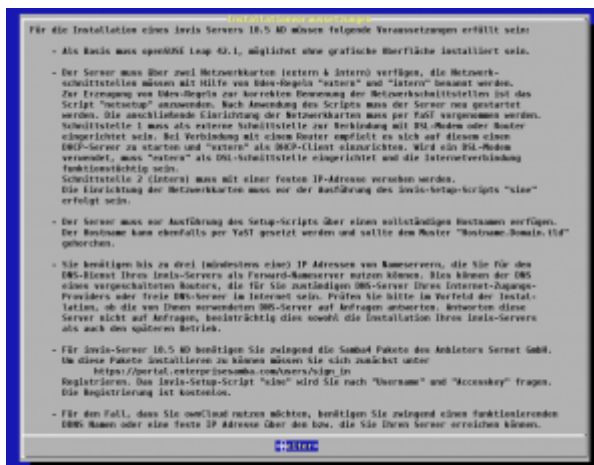 Installationsvoraussetzungen
Für die Installation eines invis Servers 10.5 AD müssen folgende Voraussetzungen erfüllt sein:
- Als Basis muss openSUSE Leap 42.1, möglichst ohne grafische Oberfläche installiert sein.
- Der Server muss über zwei Netzwerkkarten (extern & intern) verfügen, die Netzwerk-
schnittstellen müssen mit Hilfe von Udev-Regeln "extern" und "intern" benannt werden.
Zur Erzeugung von Udev-Regeln zur korrekten Benennung der Netzwerkschnittstellen ist das
Script "netsetup" anzuwenden. Nach Anwendung des Scripts muss der Server neu gestartet
werden. Die anschließende Einrichtung der Netzwerkkarten muss per YaST vorgenommen werden.
Schnittstelle 1 muss als externe Schnittstelle zur Verbindung mit DSL-Modem oder Router
eingerichtet sein. Bei Verbindung mit einem Router empfielt es sich auf diesem einen
DHCP-Server zu starten und "extern" als DHCP-Client einzurichten. Wird ein DSL-Modem
verwendet, muss "extern" als DSL-Schnittstelle eingerichtet und die Internetverbindung
funktionstüchtig sein.
Schnittstelle 2 (intern) muss mit einer festen IP-Adresse versehen werden.
Die Einrichtung der Netzwerkkarten muss vor der Ausführung des invis-Setup-Scripts "sine"
erfolgt sein.
- Der Server muss vor Ausführung des Setup-Scripts über einen vollständigen Hostnamen verfügen.
Der Hostname kann ebenfalls per YaST gesetzt werden und sollte dem Muster "Hostname.Domain.tld"
gehorchen.
- Sie benötigen bis zu drei (mindestens eine) IP Adressen von Nameservern, die Sie für den
DNS-Dienst Ihres invis-Servers als Forward-Nameserver nutzen können. Dies können der DNS
eines vorgeschalteten Routers, die für Sie zuständigen DNS-Server Ihres Internet-Zugangs-
Providers oder freie DNS-Server im Internet sein. Prüfen Sie bitte im Vorfeld der Instal-
lation, ob die von Ihnen verwendeten DNS-Server auf Anfragen antworten. Antworten diese
Server nicht auf Anfragen, beeinträchtig dies sowohl die Installation Ihres invis-Servers
als auch den späteren Betrieb.
- Für invis-Server 10.5 AD benötigen Sie zwingend die Samba4 Pakete des Anbieters Sernet GmbH.
Um diese Pakete installieren zu können müssen Sie sich zunächst unter
https://portal.enterprisesamba.com/users/sign_in
Registrieren. Das invis-Setup-Script "sine" wird Sie nach "Username" und "Accesskey" fragen.
Die Registrierung ist kostenlos.
- Für den Fall, dass Sie ownCloud nutzen möchten, benötigen Sie zwingend einen funktionierenden
DDNS Namen oder eine feste IP Adresse über den bzw. die Sie Ihren Server erreichen können.
<Weiter>